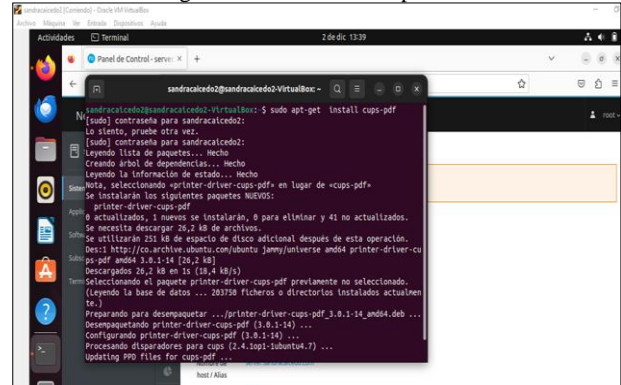 sandracaicedo2 [Corriendo] - Oracle VM VirtualBox
Archivo Máquina Ver Entrada Dispositivos Ayuda
Actividades Terminal 2 de dic 13:39
Panel de Control - server
root
sandracaicedo2@sandracaicedo2-VirtualBox: ~
sandracaicedo2@sandracaicedo2-VirtualBox:~$ sudo apt-get install cups-pdf
[sudo] contraseña para sandracaicedo2:
Lo siento, pruebe otra vez.
[sudo] contraseña para sandracaicedo2:
Leyendo lista de paquetes... Hecho
Creando árbol de dependencias... Hecho
Leyendo la información de estado... Hecho
Nota, seleccionando «printer-driver-cups-pdf» en lugar de «cups-pdf»
Se instalarán los siguientes paquetes NUEVOS:
printer-driver-cups-pdf
0 actualizados, 1 nuevos se instalarán, 0 para eliminar y 41 no actualizados.
Se necesita descargar 26,2 kB de archivos.
Se utilizarán 251 kB de espacio de disco adicional después de esta operación.
Des:1 http://co.archive.ubuntu.com/ubuntu jammy/universe amd64 printer-driver-cu
ps-pdf amd64 3.0.1-14 [26,2 kB]
Descargados 26,2 kB en 1s (18,4 kB/s)
Seleccionando el paquete printer-driver-cups-pdf previamente no seleccionado.
(Leyendo la base de datos ... 203750 ficheros o directorios instalados actualmen
te.)
Preparando para desempaquetar .../printer-driver-cups-pdf_3.0.1-14_amd64.deb ...
Desempaquetando printer-driver-cups-pdf (3.0.1-14) ...
Configurando printer-driver-cups-pdf (3.0.1-14) ...
Procesando disparadores para cups (2.4.1op1-1ubuntu4.7) ...
Updating PPD files for cups-pdf ...
host / Alias